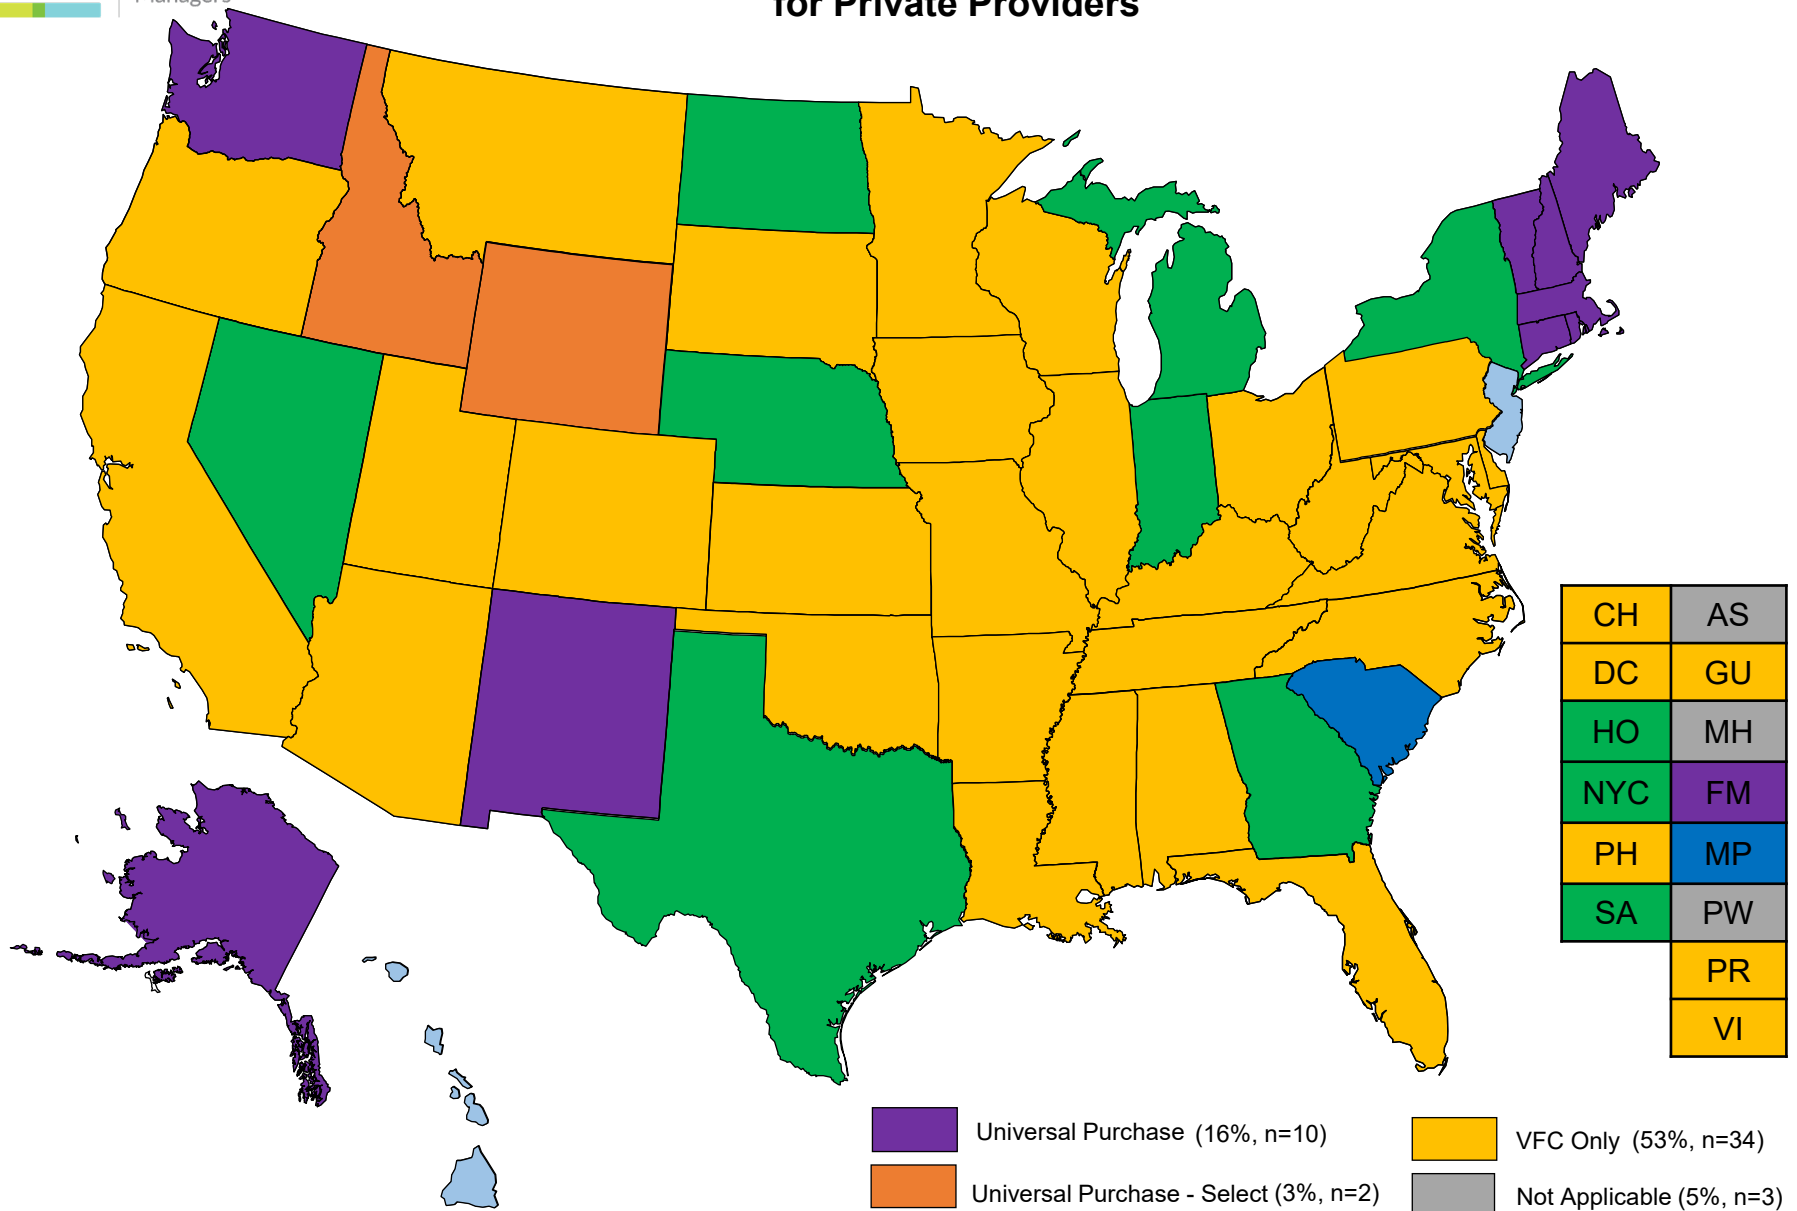 Managers
for Private Providers
CH AS
DC GU
HO MH
NYC FM
PH MP
SA PW
PR
VI
Universal Purchase (16%, n=10)
VFC Only (53%, n=34)
Universal Purchase - Select (3%, n=2)
Not Applicable (5%, n=3)